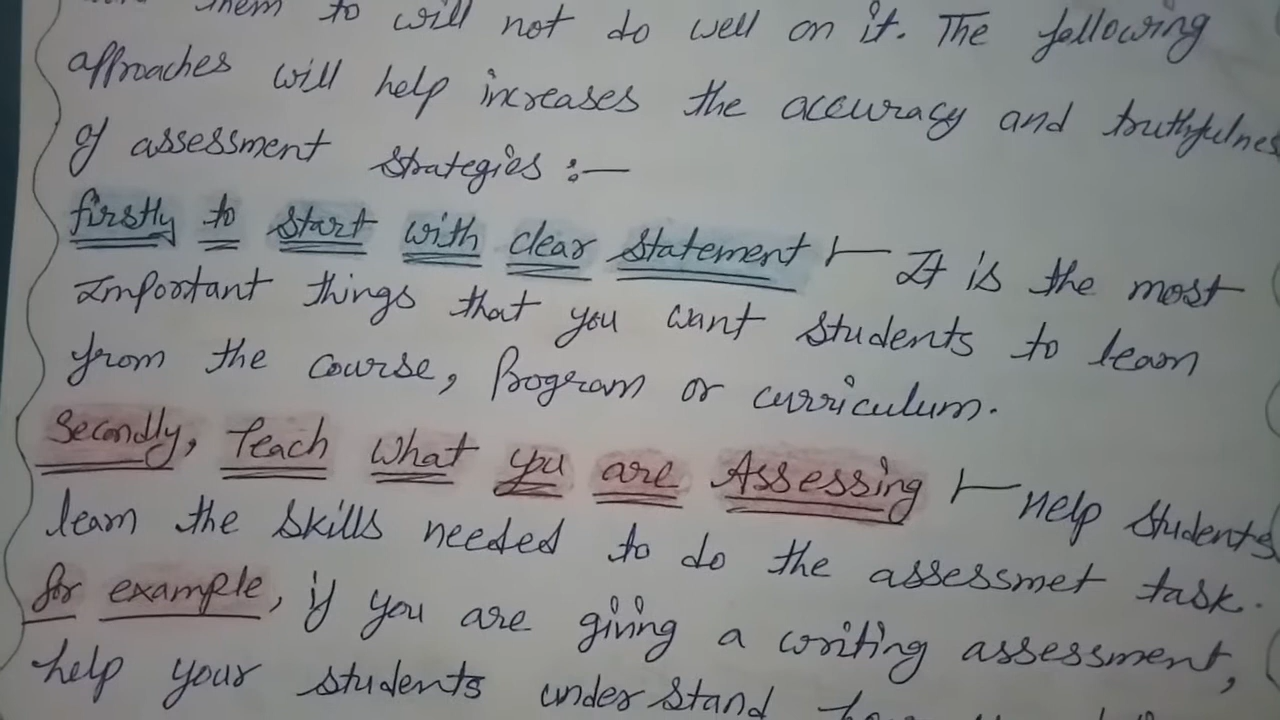 them to will not do well on it. The following
approaches will help increases the accuracy and truthfulnes
of assessment strategies :-
firstly to start with clear statement :- It is the most
Important things that you want students to learn
from the course, Program or curriculum.
Secondly, Teach what you are Assessing :- Help students
learn the skills needed to do the assessmet task.
for example, if you are giving a writing assessment,
help your students understand